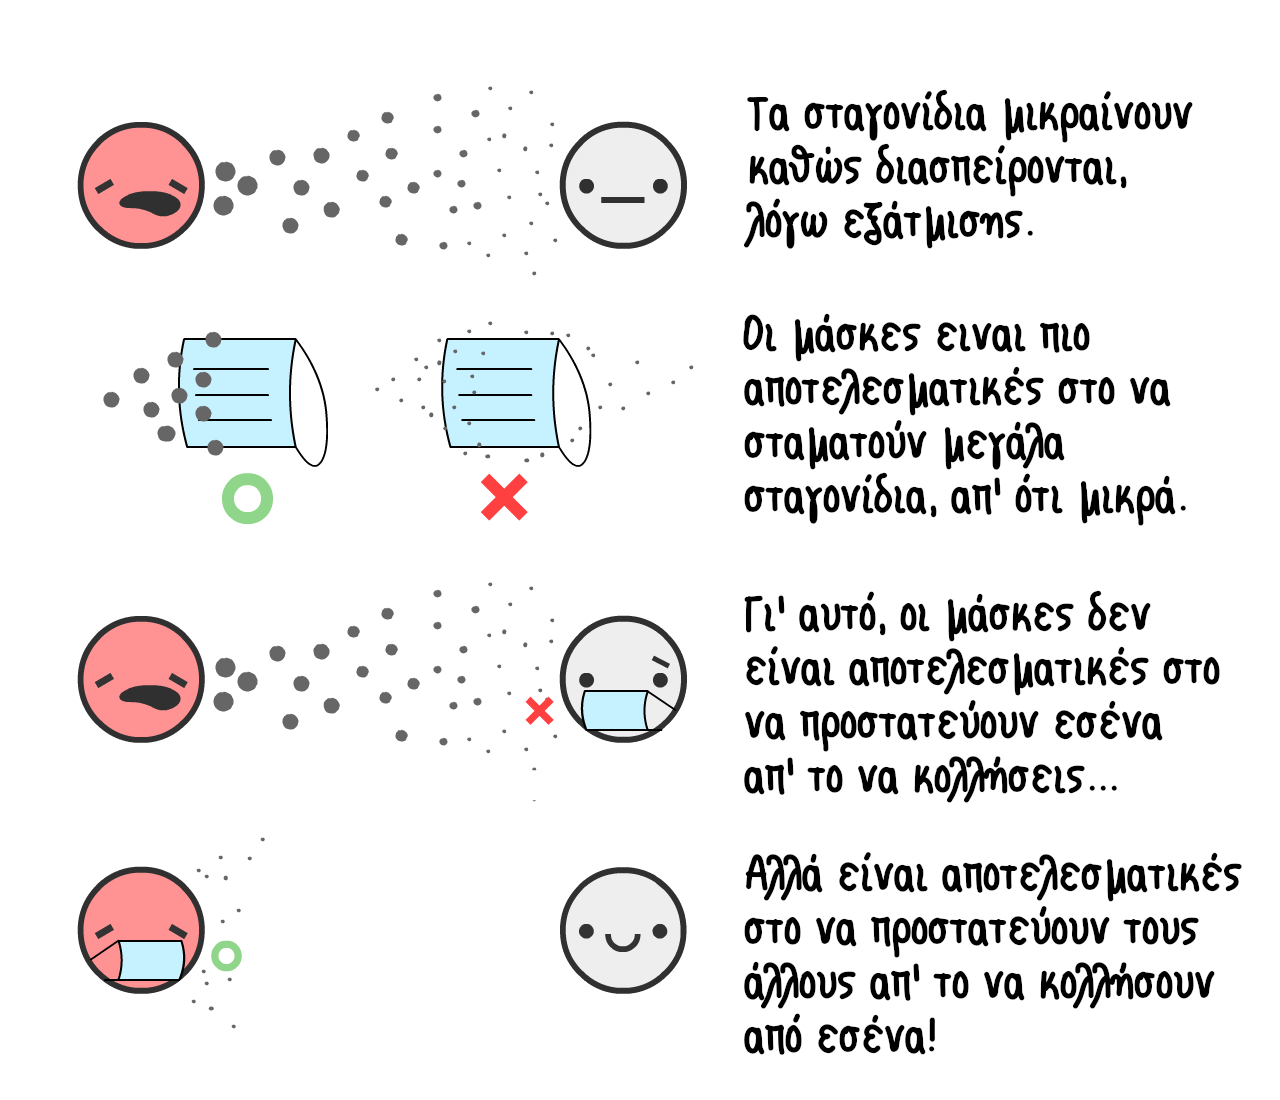 Τα σταγονίδια μικραίνουν
καθώς διασπείρονται,
λόγω εξάτμισης.
Οι μάσκες ειναι πιο
αποτελεσματικές στο να
σταματούν μεγάλα
σταγονίδια, απ' ότι μικρά.
Γι' αυτό, οι μάσκες δεν
είναι αποτελεσματικές στο
να προστατεύουν εσένα
απ' το να κολλήσεις...
Αλλά είναι αποτελεσματικές
στο να προστατεύουν τους
άλλους απ' το να κολλήσουν
από εσένα!